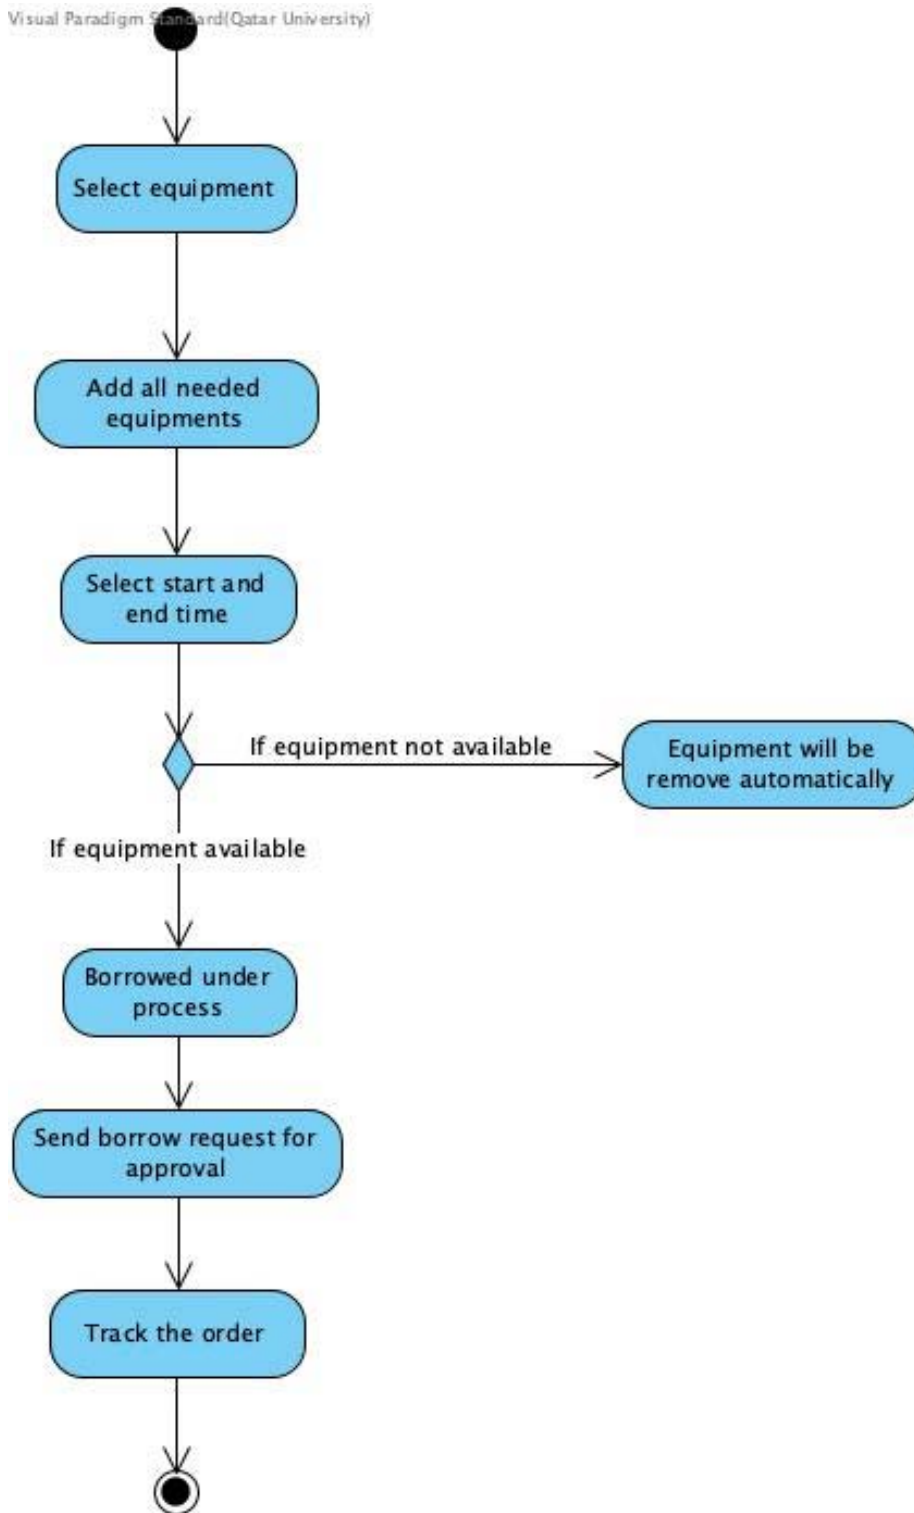 Visual Paradigm Standard(Qatar University)
Select equipment
Add all needed
equipments
Select start and
end time
If equipment not available
Equipment will be
remove automatically
If equipment available
Borrowed under
process
Send borrow request for
approval
Track the order